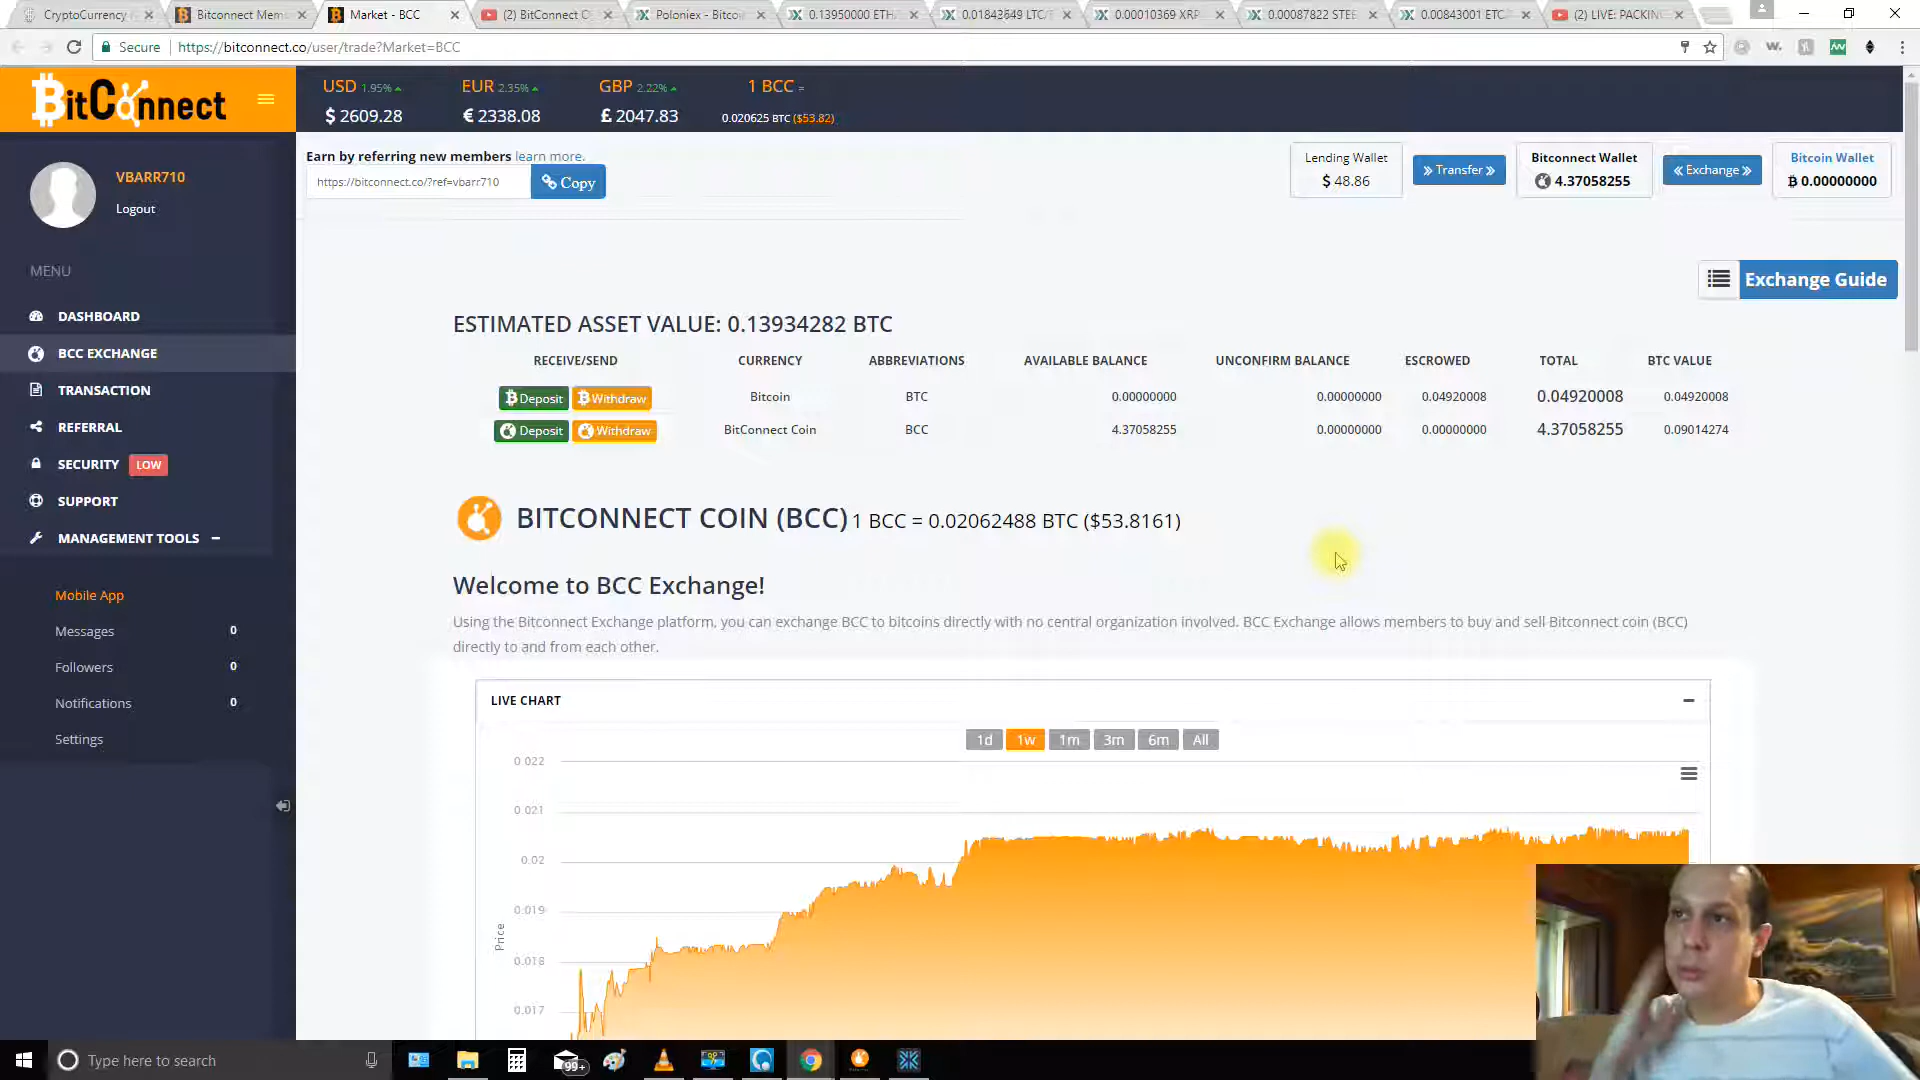 CryptoCurrency
Bitconnect Mem
Market - BCC
(2) BitConnect C
Poloniex - Bitcoi
0.13950000 ETH
0.01843649 LTC/
0.00010369 XRP
0.00087822 STEE
0.00843001 ETC
(2) LIVE: PACKIN
Secure
https://bitconnect.co/user/trade?Market=BCC
BitConnect
USD 1.95%
$ 2609.28
EUR 2.35%
€ 2338.08
GBP 2.22%
£ 2047.83
1 BCC =
0.020625 BTC ($53.82)
VBARR710
Logout
Earn by referring new members learn more.
https://bitconnect.co/?ref=vbarr710
Copy
Lending Wallet
$ 48.86
Transfer
Bitconnect Wallet
4.37058255
Exchange
Bitcoin Wallet
0.00000000
MENU
DASHBOARD
BCC EXCHANGE
TRANSACTION
REFERRAL
SECURITY LOW
SUPPORT
MANAGEMENT TOOLS
Mobile App
Messages 0
Followers 0
Notifications 0
Settings
Exchange Guide
ESTIMATED ASSET VALUE: 0.13934282 BTC
RECEIVE/SEND CURRENCY ABBREVIATIONS AVAILABLE BALANCE UNCONFIRM BALANCE ESCROWED TOTAL BTC VALUE
Deposit Withdraw Bitcoin BTC 0.00000000 0.00000000 0.04920008 0.04920008 0.04920008
Deposit Withdraw BitConnect Coin BCC 4.37058255 0.00000000 0.00000000 4.37058255 0.09014274
BITCONNECT COIN (BCC) 1 BCC = 0.02062488 BTC ($53.8161)
Welcome to BCC Exchange!
Using the Bitconnect Exchange platform, you can exchange BCC to bitcoins directly with no central organization involved. BCC Exchange allows members to buy and sell Bitconnect coin (BCC)
directly to and from each other.
LIVE CHART
1d 1w 1m 3m 6m All
0.022
0.021
0.02
0.019
0.018
0.017
Price
Type here to search
99+